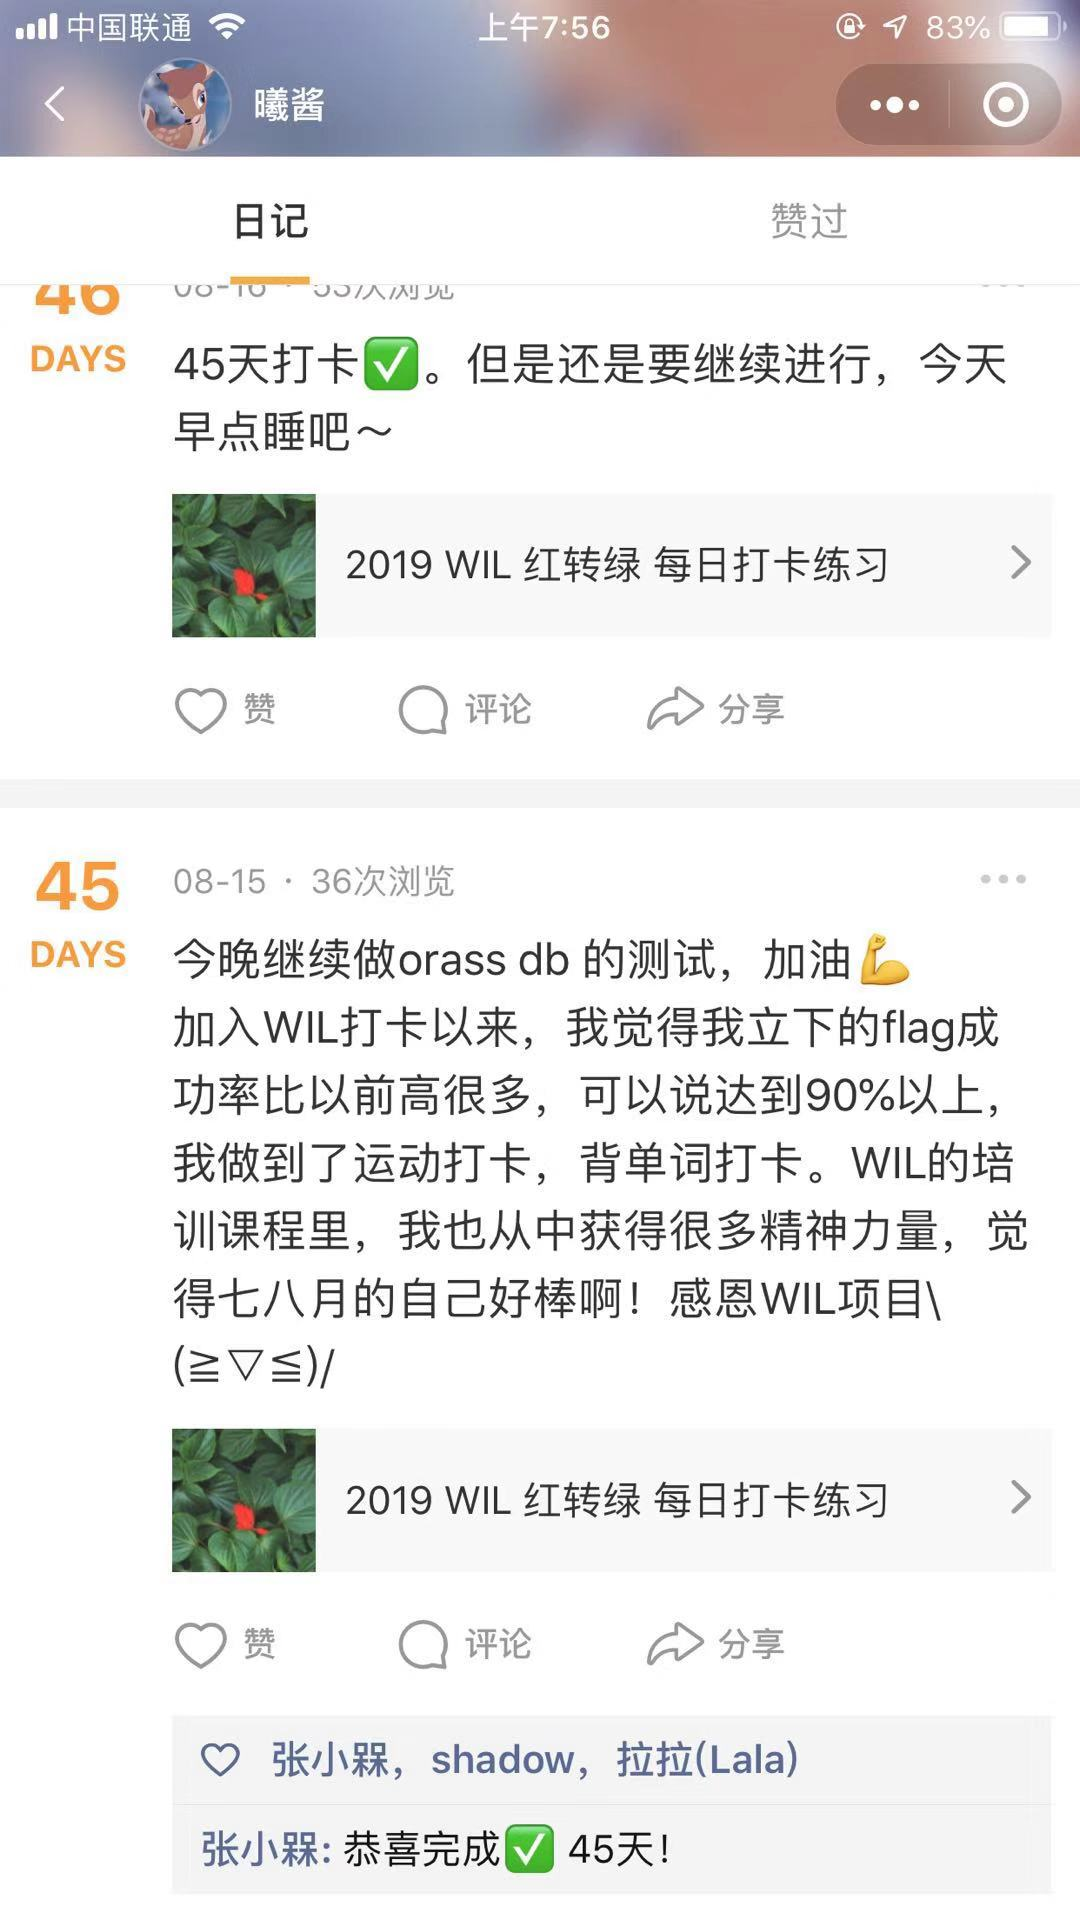 中国联通
上午7:56
83%
曦酱
日记
赞过
46
08-16 · 53次浏览
DAYS
45天打卡✅。但是还是要继续进行，今天
早点睡吧～
2019 WIL 红转绿 每日打卡练习
赞
评论
分享
45
08-15 · 36次浏览
DAYS
今晚继续做orass db 的测试，加油💪
加入WIL打卡以来，我觉得我立下的flag成
功率比以前高很多，可以说达到90%以上，
我做到了运动打卡，背单词打卡。WIL的培
训课程里，我也从中获得很多精神力量，觉
得七八月的自己好棒啊！感恩WIL项目\
(≧▽≦)/
2019 WIL 红转绿 每日打卡练习
赞
评论
分享
张小槑，shadow，拉拉(Lala)
张小槑: 恭喜完成✅ 45天！